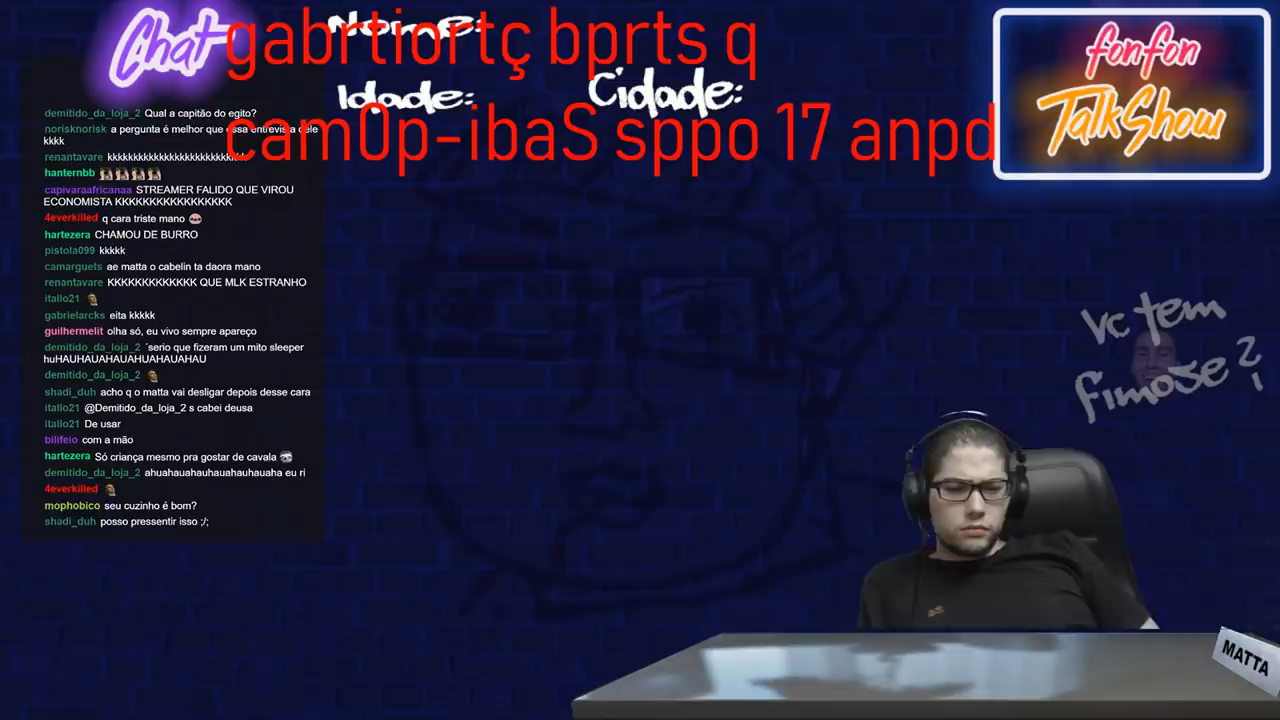 Chat
Nome:
gabrtiortç bprts q
Idade:
Cidade:
cam0p-ibaS sppo 17 anpd
fonfon
TalkShow
demitido_da_loja_2 Qual a capitão do egito?
norisknorisk a pergunta é melhor que essa entrevista dele
kkkk
renantavare kkkkkkkkkkkkkkkkkkkkkkkkkkk
hanternbb
capivaraafricanaa STREAMER FALIDO QUE VIROU
ECONOMISTA KKKKKKKKKKKKKKKKKK
4everkilled q cara triste mano
hartezera CHAMOU DE BURRO
pistola099 kkkkk
camarguets ae matta o cabelin ta daora mano
renantavare KKKKKKKKKKKKK QUE MLK ESTRANHO
itallo21
gabrielarcks eita kkkkk
guilhermelit olha só, eu vivo sempre apareço
demitido_da_loja_2 ´serio que fizeram um mito sleeper
huHAUHAUAHAUHUAHAUAHAU
demitido_da_loja_2
shadi_duh acho q o matta vai desligar depois desse cara
itallo21 @Demitido_da_loja_2 s cabei deusa
itallo21 De usar
bilifeio com a mão
hartezera Só criança mesmo pra gostar de cavala
demitido_da_loja_2 ahuahauahauhauahauhauaha eu ri
4everkilled
mophobico seu cuzinho é bom?
shadi_duh posso pressentir isso ;/;
vc tem
fimose?
MATTA